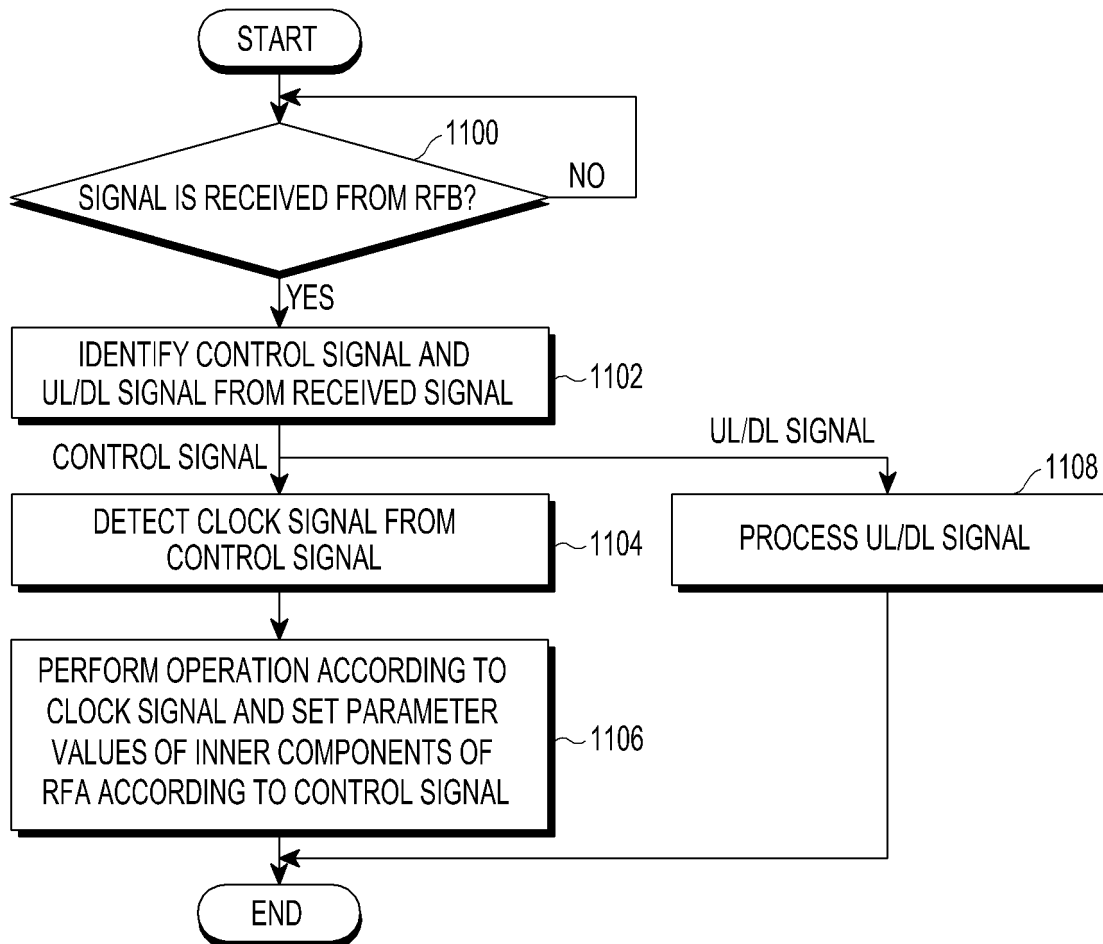 START
1100
SIGNAL IS RECEIVED FROM RFB?
NO
YES
IDENTIFY CONTROL SIGNAL AND
UL/DL SIGNAL FROM RECEIVED SIGNAL
1102
CONTROL SIGNAL
UL/DL SIGNAL
DETECT CLOCK SIGNAL FROM
CONTROL SIGNAL
1104
1108
PROCESS UL/DL SIGNAL
PERFORM OPERATION ACCORDING TO
CLOCK SIGNAL AND SET PARAMETER
VALUES OF INNER COMPONENTS OF
RFA ACCORDING TO CONTROL SIGNAL
1106
END